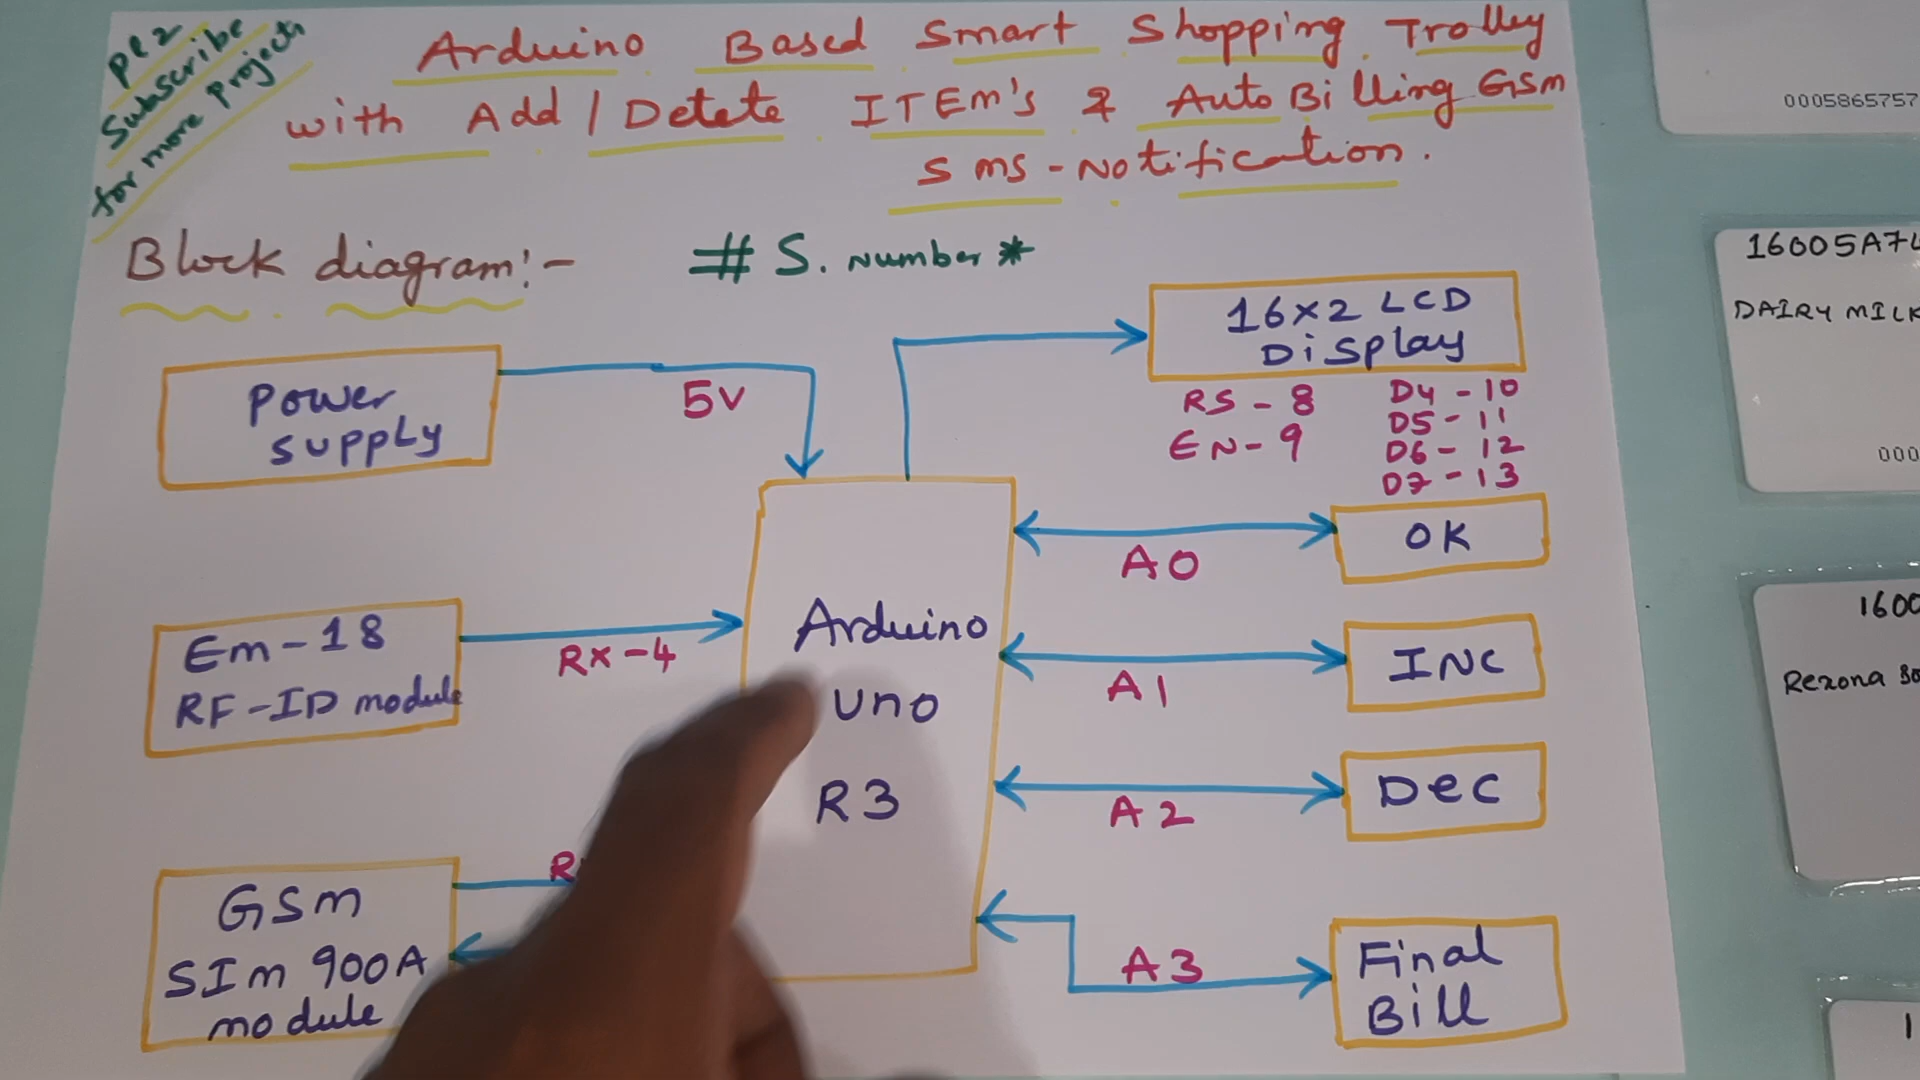 PLZ
Subscribe
for more projects
Arduino Based Smart Shopping Trolley
with Add / Detete ITEM's & Auto Billing GSM
SMS - Notification.
Block diagram:-
# S. number *
Power
supply
5V
16x2 LCD
Display
RS - 8
EN - 9
D4 - 10
D5 - 11
D6 - 12
D7 - 13
OK
A0
Em - 18
RF - ID module
RX - 4
Arduino
Uno
R3
INC
A1
Dec
A2
GSm
SIm 900A
module
Final
Bill
A3
0005865757
16005A7
DAIRY MILK
000
1600
Rexona
1